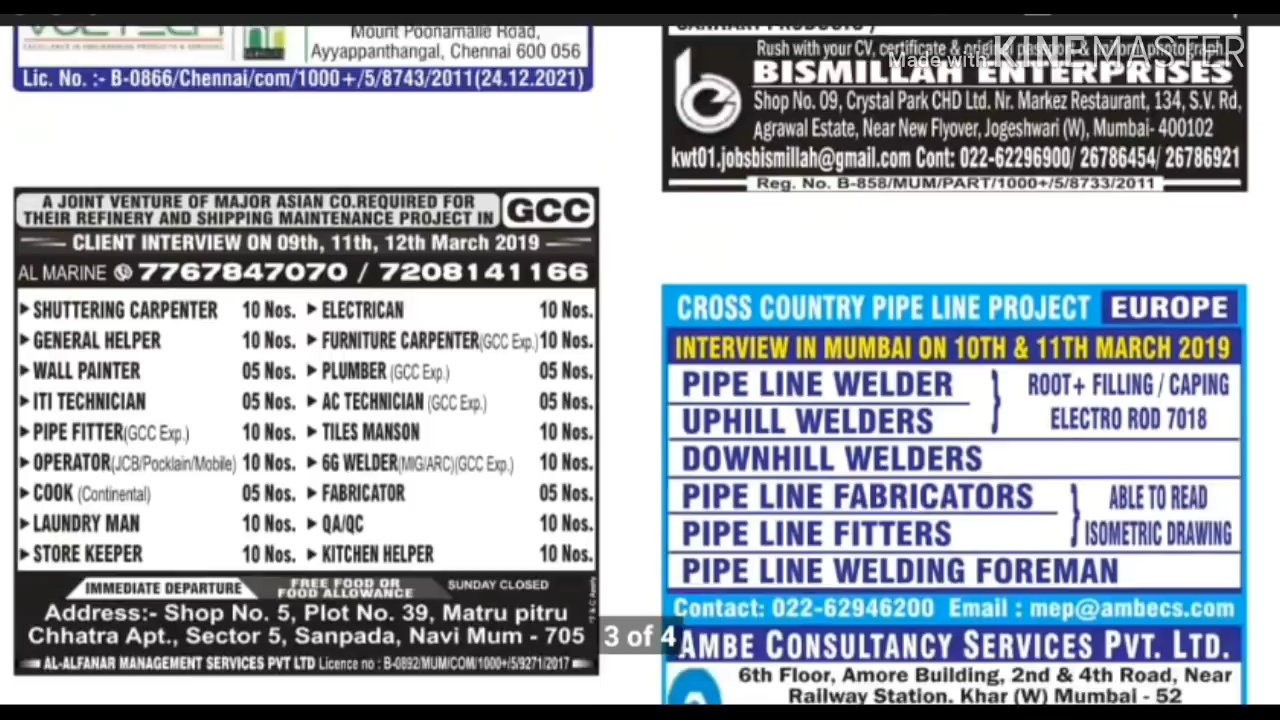 Mount Poonamalle Road,
Ayyappanthangal, Chennai 600 056
Lic. No. :- B-0866/Chennai/com/1000+/5/8743/2011(24.12.2021)
A JOINT VENTURE OF MAJOR ASIAN CO.REQUIRED FOR
THEIR REFINERY AND SHIPPING MAINTENANCE PROJECT IN GCC
CLIENT INTERVIEW ON 09th, 11th, 12th March 2019
AL MARINE 7767847070 / 7208141166
SHUTTERING CARPENTER 10 Nos. ELECTRICAN 10 Nos.
GENERAL HELPER 10 Nos. FURNITURE CARPENTER(GCC Exp.) 10 Nos.
WALL PAINTER 05 Nos. PLUMBER (GCC Exp.) 05 Nos.
ITI TECHNICIAN 05 Nos. AC TECHNICIAN (GCC Exp.) 05 Nos.
PIPE FITTER(GCC Exp.) 10 Nos. TILES MANSON 10 Nos.
OPERATOR(JCB/Pocklain/Mobile) 10 Nos. 6G WELDER(MIG/ARC)(GCC Exp.) 10 Nos.
COOK (Continental) 05 Nos. FABRICATOR 05 Nos.
LAUNDRY MAN 10 Nos. QA/QC 10 Nos.
STORE KEEPER 10 Nos. KITCHEN HELPER 10 Nos.
IMMEDIATE DEPARTURE FREE FOOD OR FOOD ALLOWANCE SUNDAY CLOSED
Address:- Shop No. 5, Plot No. 39, Matru pitru
Chhatra Apt., Sector 5, Sanpada, Navi Mum - 705
AL-ALFANAR MANAGEMENT SERVICES PVT LTD Licence no : B-0892/MUM/COM/1000+/5/9271/2017
*T & C Apply
3 of 4
Rush with your CV, certificate & original passport & photograph
Made with KINEMASTER
BISMILLAH ENTERPRISES
Shop No. 09, Crystal Park CHD Ltd. Nr. Markez Restaurant, 134, S.V. Rd,
Agrawal Estate, Near New Flyover, Jogeshwari (W), Mumbai- 400102
kwt01.jobsbismillah@gmail.com Cont: 022-62296900/ 26786454/ 26786921
Reg. No. B-858/MUM/PART/1000+/5/8733/2011
CROSS COUNTRY PIPE LINE PROJECT EUROPE
INTERVIEW IN MUMBAI ON 10TH & 11TH MARCH 2019
PIPE LINE WELDER ROOT+ FILLING / CAPING
UPHILL WELDERS ELECTRO ROD 7018
DOWNHILL WELDERS
PIPE LINE FABRICATORS ABLE TO READ
PIPE LINE FITTERS ISOMETRIC DRAWING
PIPE LINE WELDING FOREMAN
Contact: 022-62946200 Email : mep@ambecs.com
AMBE CONSULTANCY SERVICES PVT. LTD.
6th Floor, Amore Building, 2nd & 4th Road, Near
Railway Station. Khar (W) Mumbai - 52